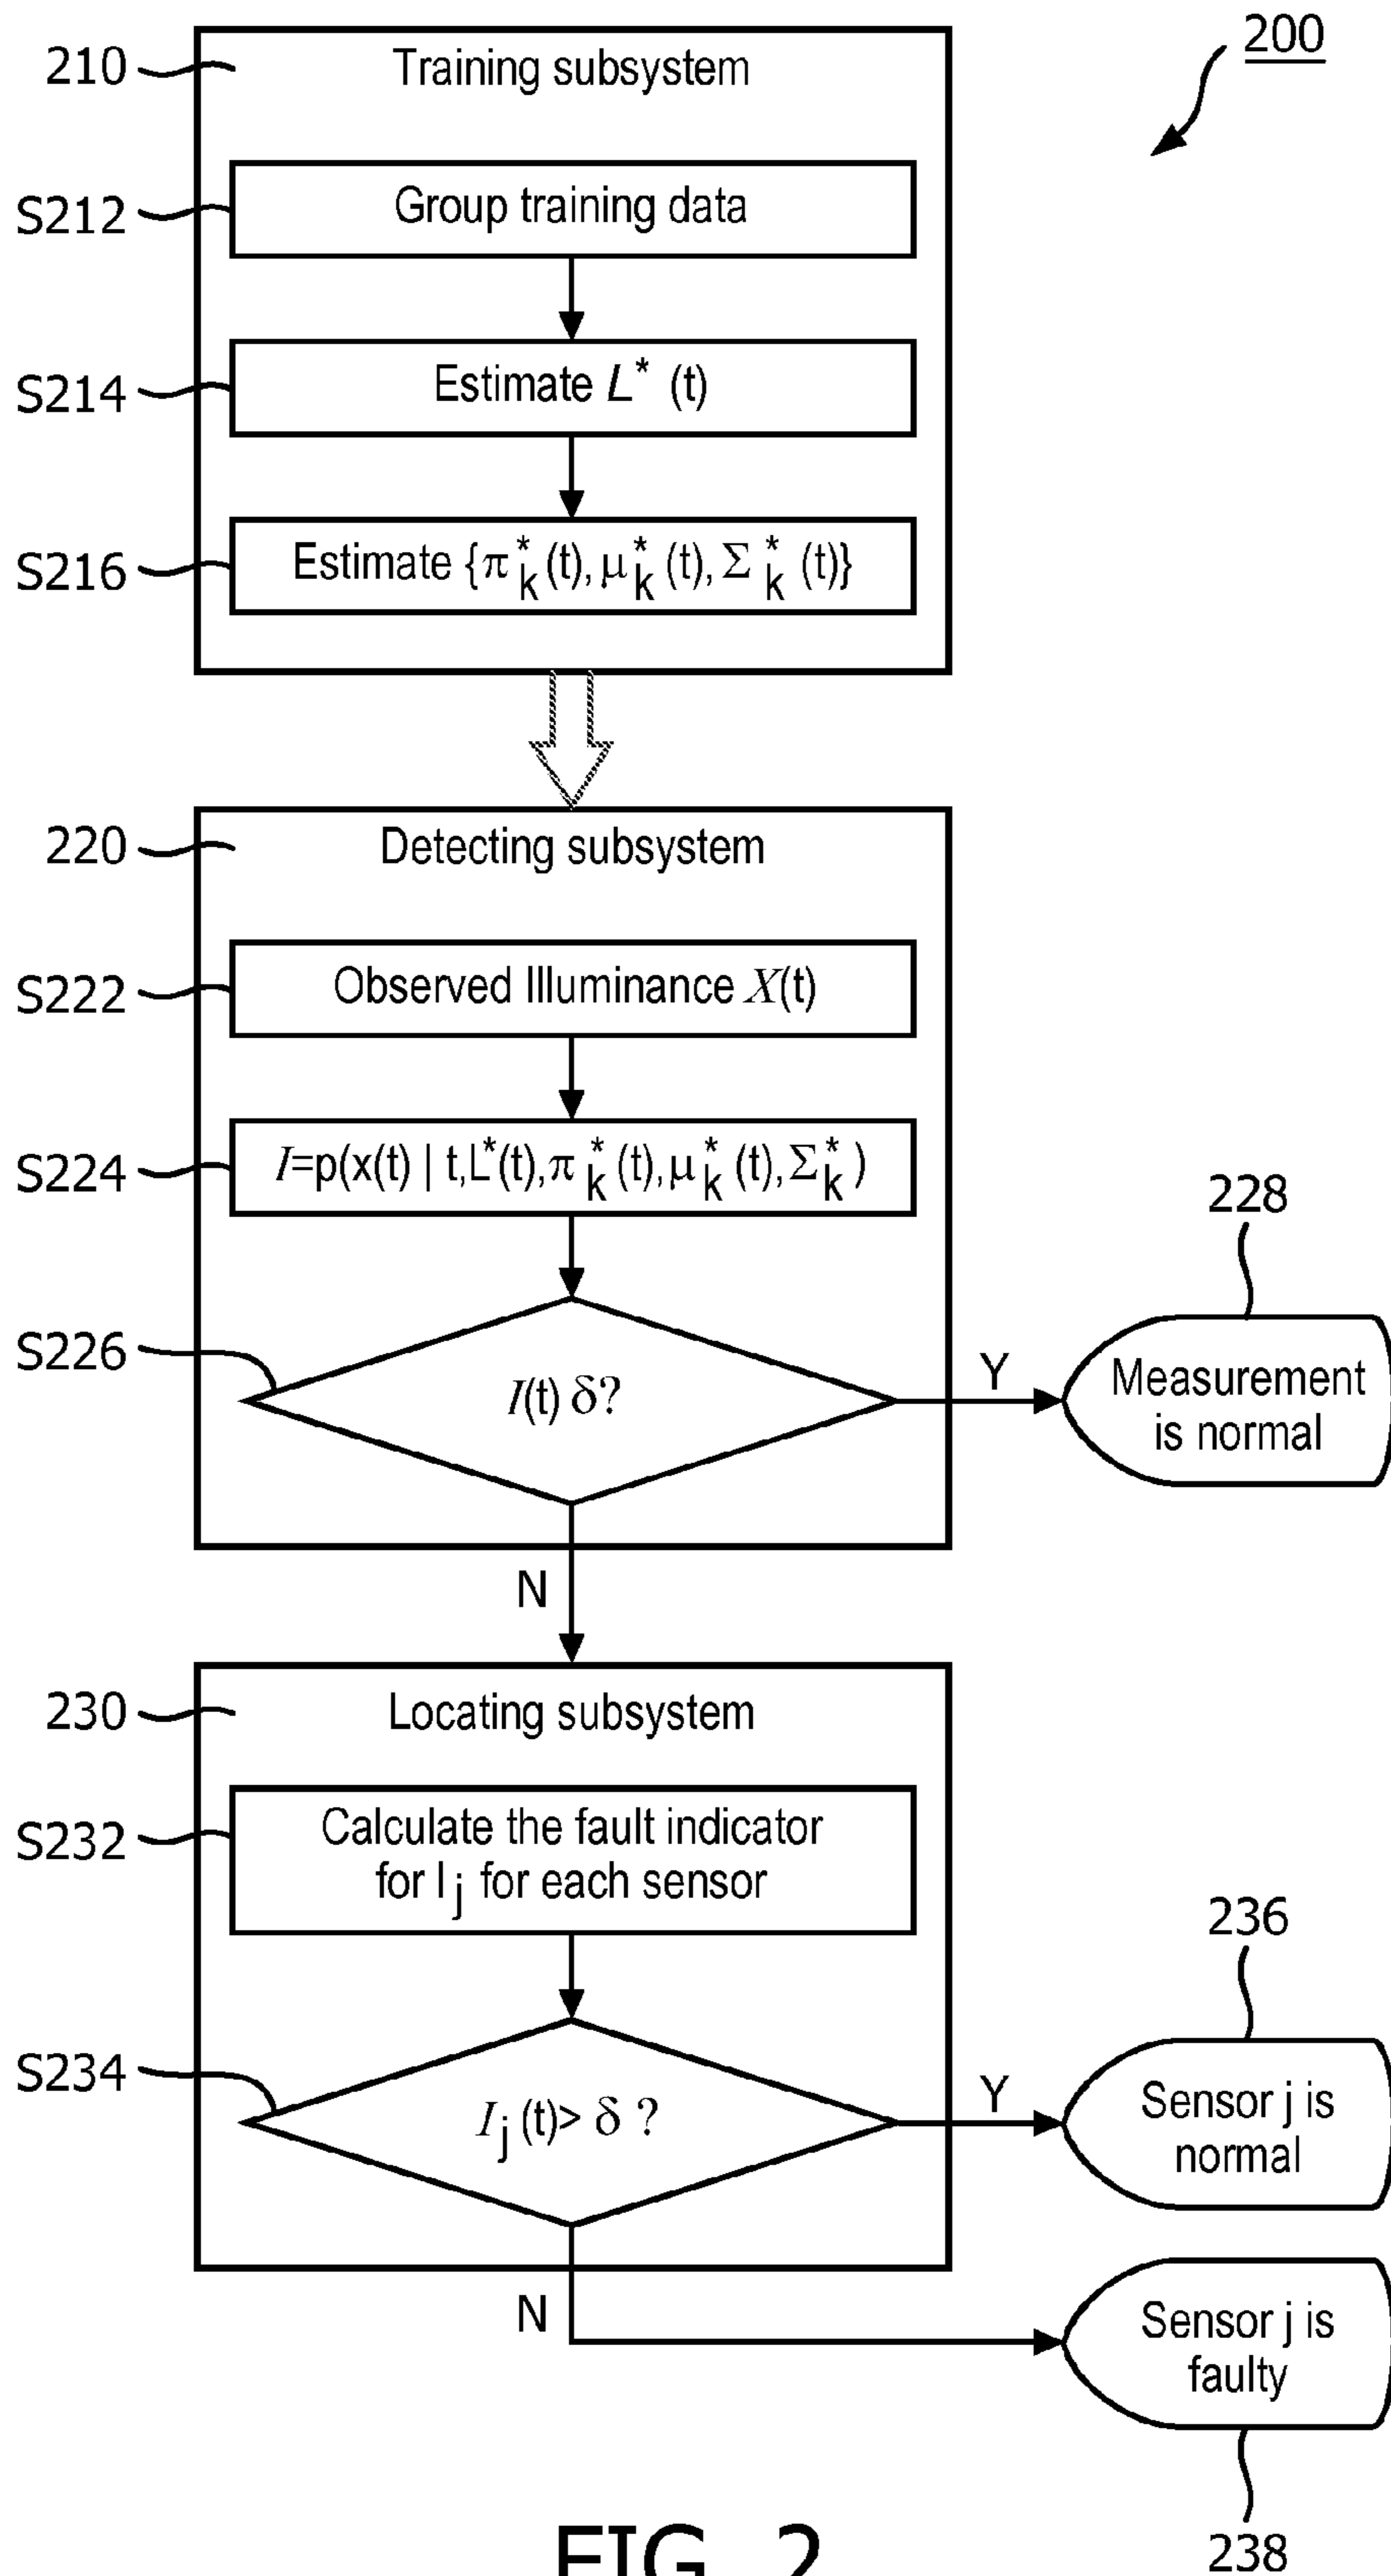 200
210
Training subsystem
S212
Group training data
S214
Estimate L* (t)
S216
Estimate {π*k(t), μ*k(t), Σ*k(t)}
220
Detecting subsystem
S222
Observed Illuminance X(t)
S224
I=p(x(t) | t,L*(t),π*k(t),μ*k(t),Σ*k)
S226
I(t) δ?
Y
228
Measurement
is normal
N
230
Locating subsystem
S232
Calculate the fault indicator
for Ij for each sensor
S234
Ij(t)> δ ?
Y
236
Sensor j is
normal
N
Sensor j is
faulty
238
FIG. 2